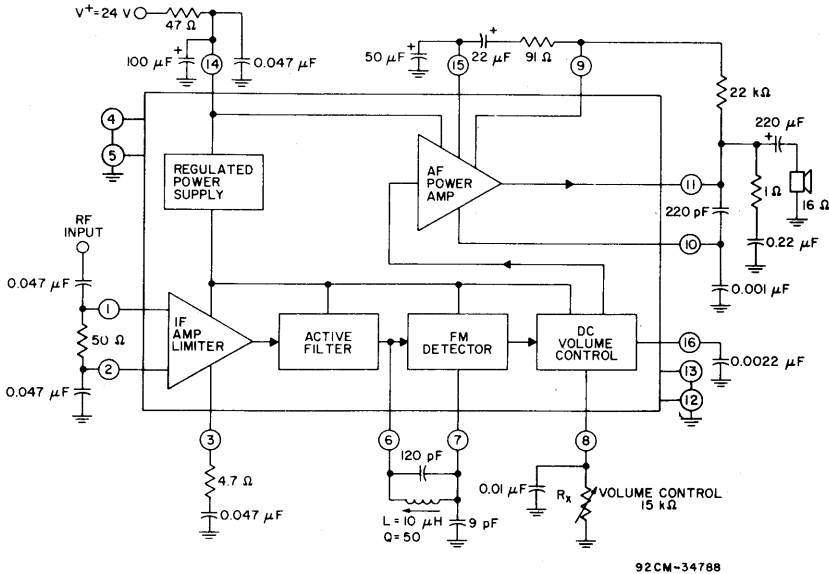 V+=24 V
47 Ω
100 µF
+
14
0.047 µF
50 µF
+
15
+
22 µF
91 Ω
9
22 kΩ
4
5
REGULATED
POWER
SUPPLY
AF
POWER
AMP
220 µF
+
11
1 Ω
16 Ω
220 pF
10
0.22 µF
0.001 µF
RF
INPUT
0.047 µF
1
50 Ω
2
0.047 µF
IF
AMP
LIMITER
ACTIVE
FILTER
FM
DETECTOR
DC
VOLUME
CONTROL
16
0.0022 µF
13
12
3
6
7
8
4.7 Ω
0.047 µF
120 pF
L = 10 µH
Q = 50
9 pF
0.01 µF
Rx
VOLUME CONTROL
15 kΩ
92CM-34788